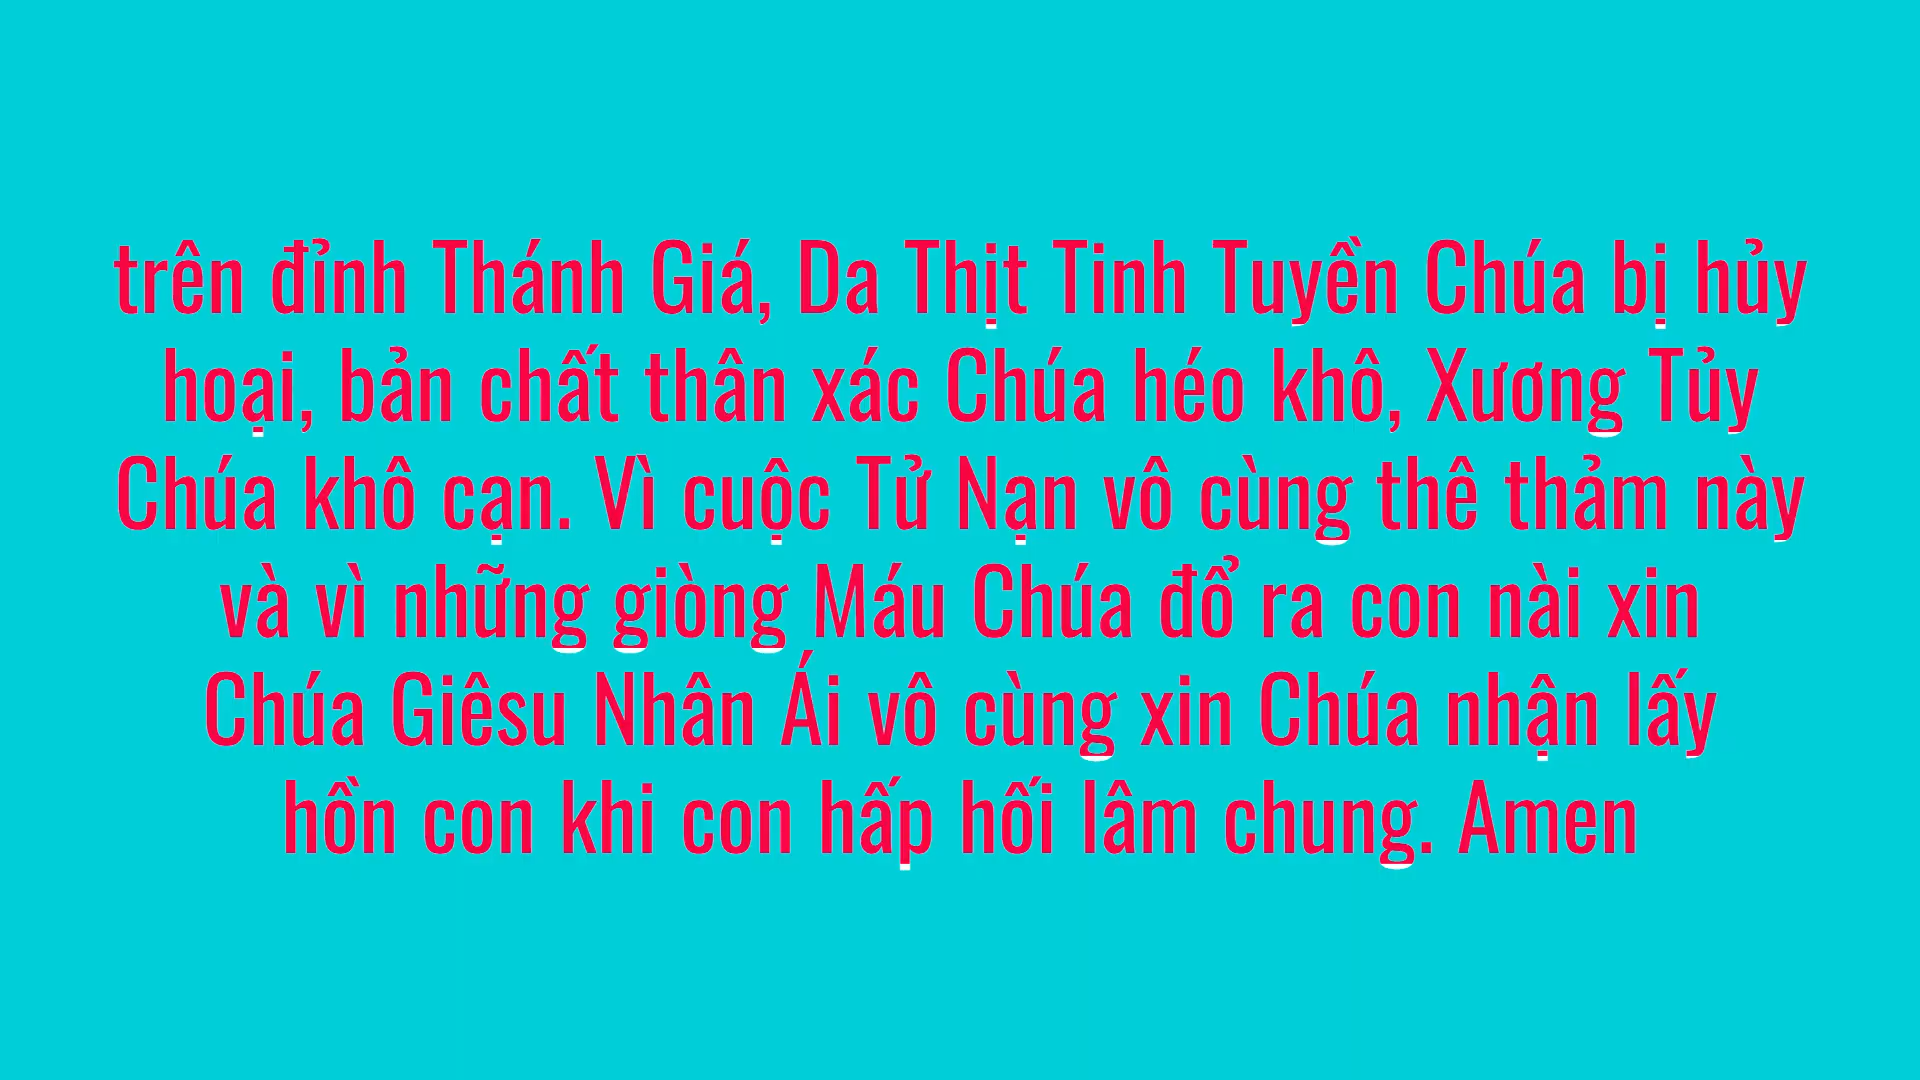 trên đỉnh Thánh Giá, Da Thịt Tinh Tuyền Chúa bị hủy
hoại, bản chất thân xác Chúa héo khô, Xương Tủy
Chúa khô cạn. Vì cuộc Tử Nạn vô cùng thê thảm này
và vì những giòng Máu Chúa đổ ra con nài xin
Chúa Giêsu Nhân Ái vô cùng xin Chúa nhận lấy
hồn con khi con hấp hối lâm chung. Amen